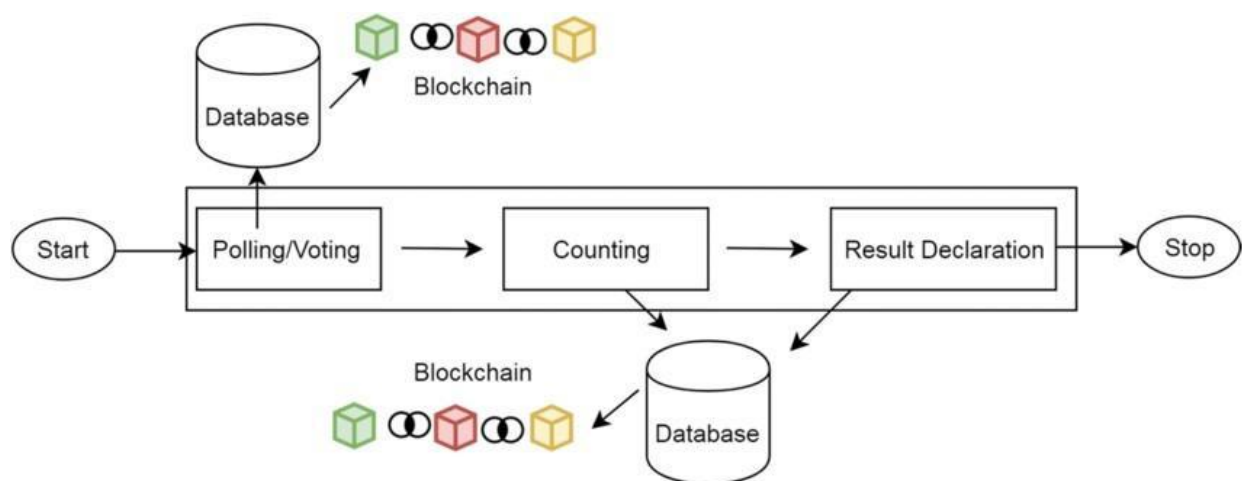 Blockchain
Database
Start
Polling/Voting
Counting
Result Declaration
Stop
Blockchain
Database